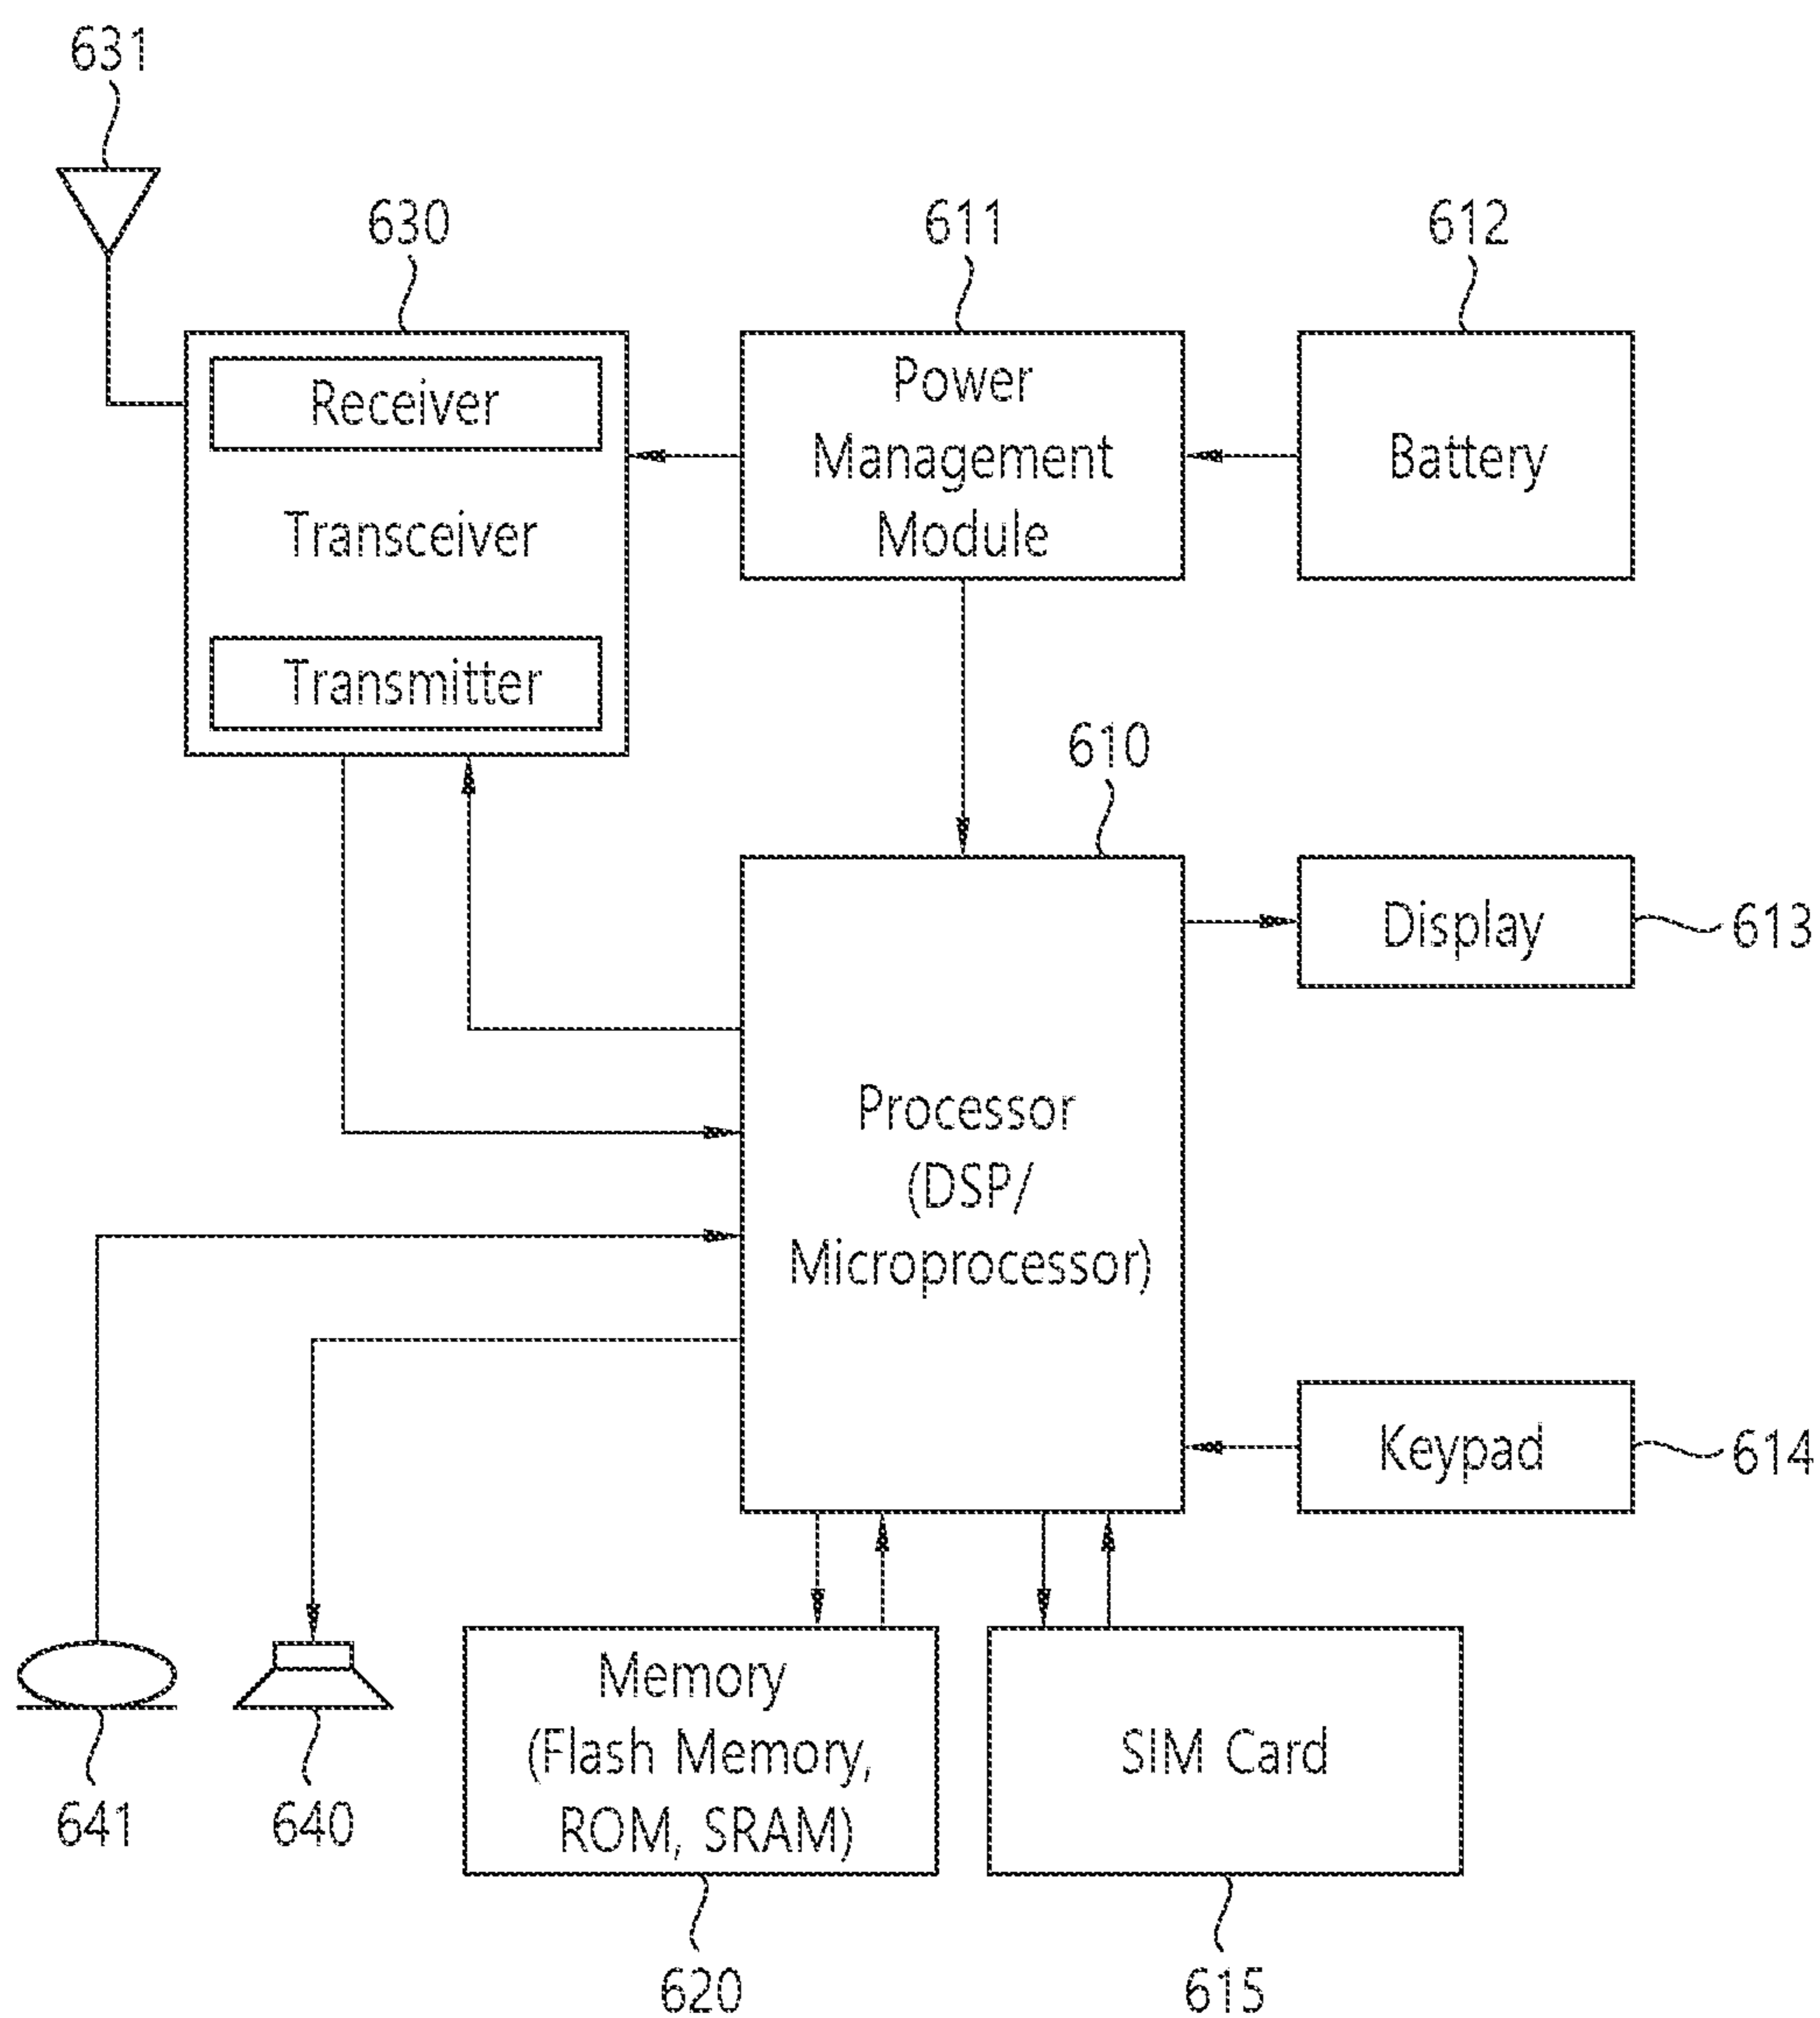 631
630
611
612
Receiver
Transceiver
Transmitter
Power
Management
Module
Battery
610
Display
613
Processor
(DSP/
Microprocessor)
Keypad
614
641
640
Memory
(Flash Memory,
ROM, SRAM)
SIM Card
620
615